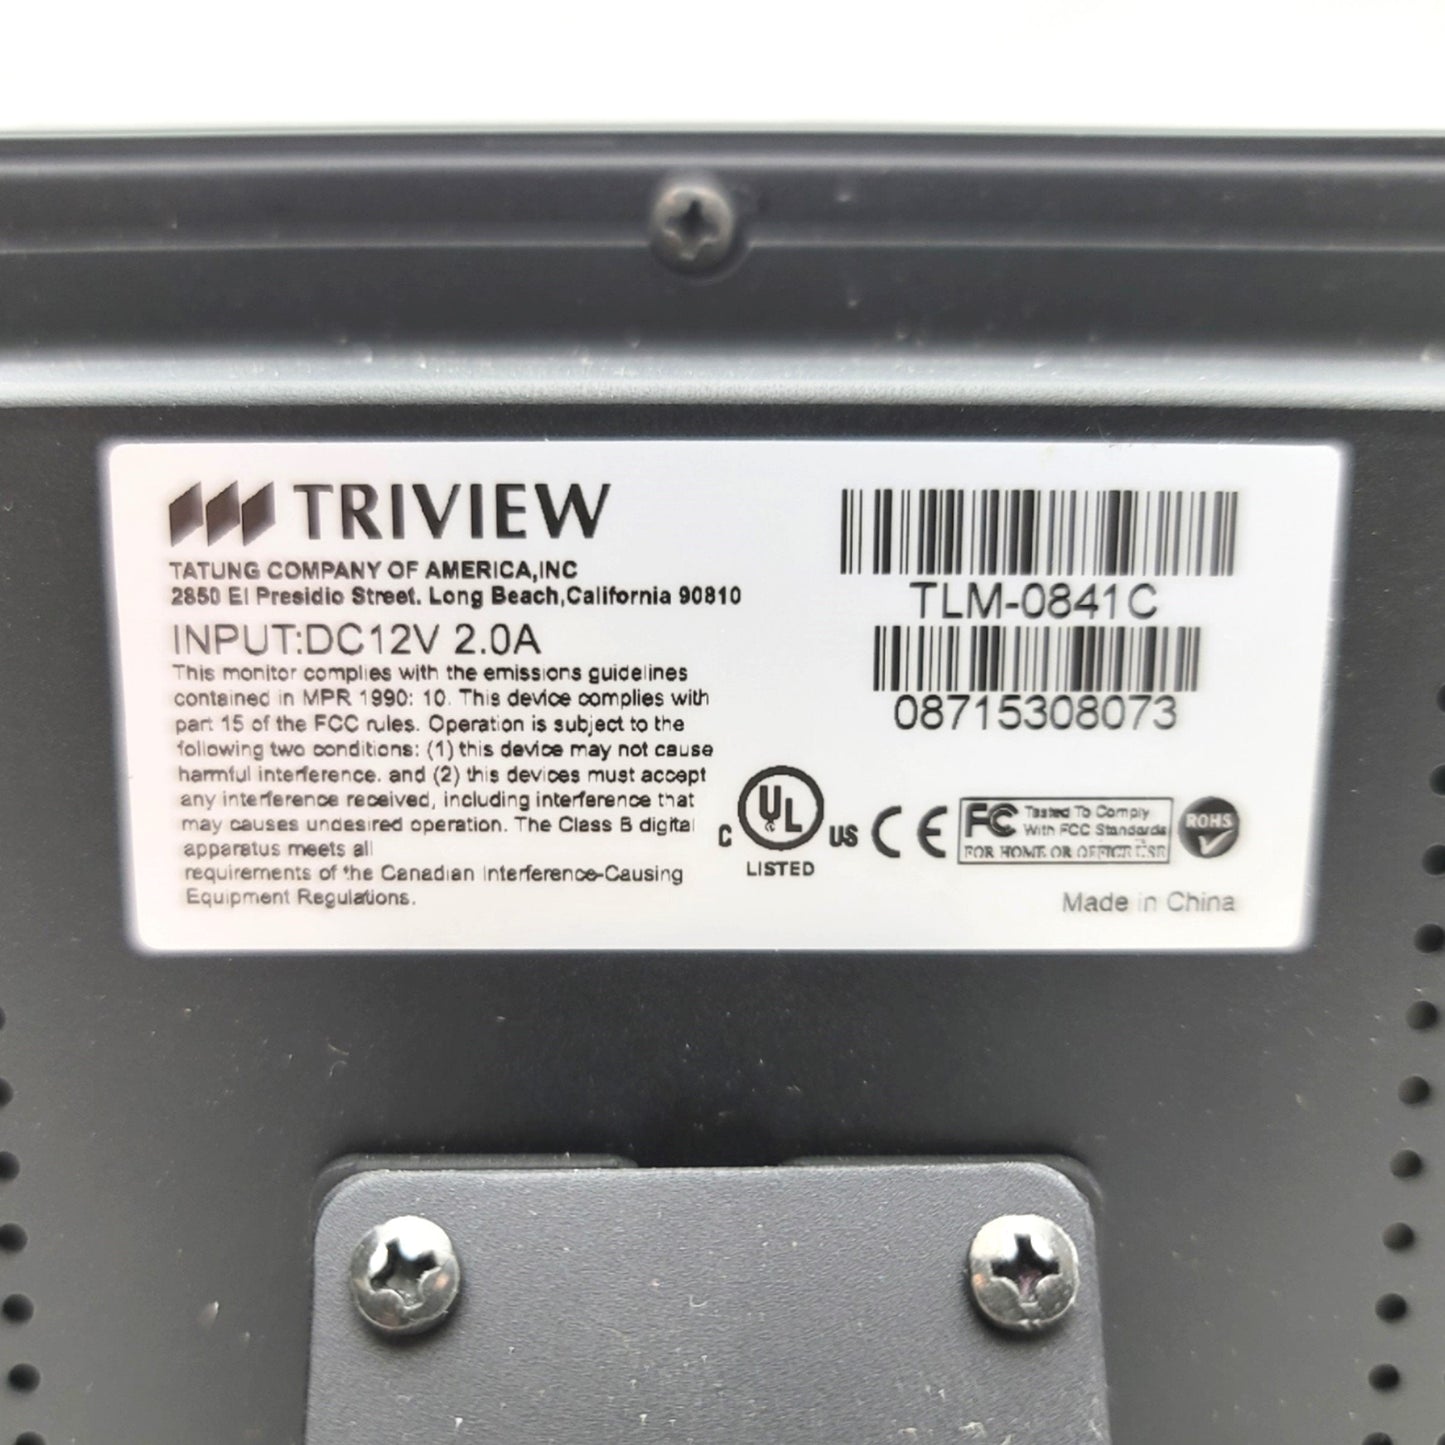 TRIVIEW
TATUNG COMPANY OF AMERICA,INC
2850 El Presidio Street. Long Beach,California 90810
INPUT:DC12V 2.0A
This monitor complies with the emissions guidelines
contained in MPR 1990: 10. This device complies with
part 15 of the FCC rules. Operation is subject to the
following two conditions: (1) this device may not cause
harmful interference. and (2) this devices must accept
any interference received, including interference that
may causes undesired operation. The Class B digital
apparatus meets all
requirements of the Canadian Interference-Causing
Equipment Regulations.
TLM-0841C
08715308073
C UL US
LISTED
CE
FC Tested To Comply
With FCC Standards
FOR HOME OR OFFICE USE
ROHS
Made in China